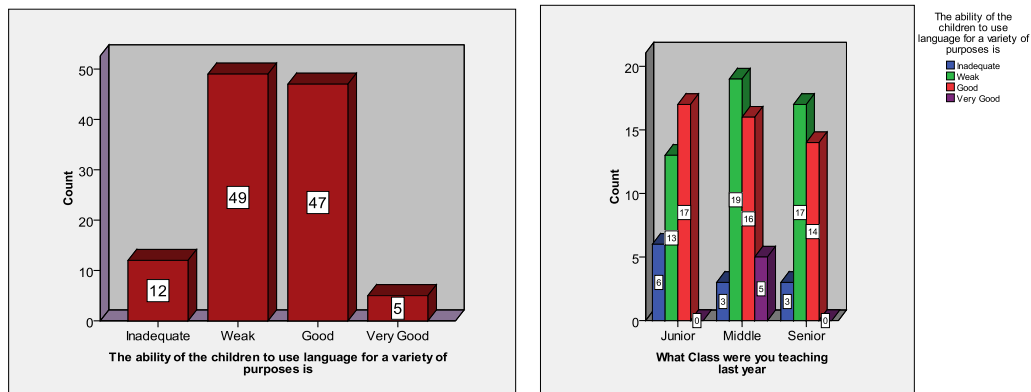 50
40
30
20
10
0
Count
12
49
47
5
Inadequate
Weak
Good
Very Good
The ability of the children to use language for a variety of
purposes is
20
15
10
5
0
Count
6
13
17
0
3
19
16
5
3
17
14
0
Junior
Middle
Senior
What Class were you teaching
last year
The ability of the
children to use
language for a variety of
purposes is
Inadequate
Weak
Good
Very Good